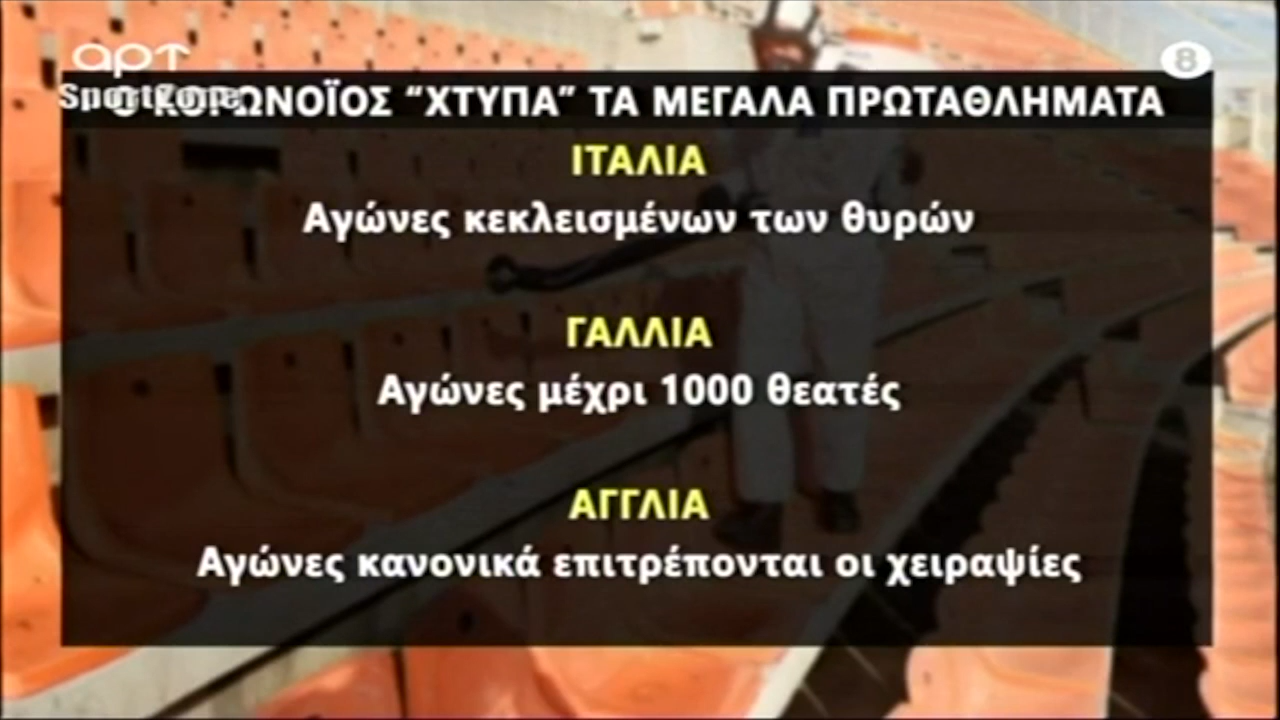 αρτ
8
SportZone
Ο ΚΟΡΩΝΟΪΟΣ “ΧΤΥΠΑ” ΤΑ ΜΕΓΑΛΑ ΠΡΩΤΑΘΛΗΜΑΤΑ
ΙΤΑΛΙΑ
Αγώνες κεκλεισμένων των θυρών
ΓΑΛΛΙΑ
Αγώνες μέχρι 1000 θεατές
ΑΓΓΛΙΑ
Αγώνες κανονικά επιτρέπονται οι χειραψίες